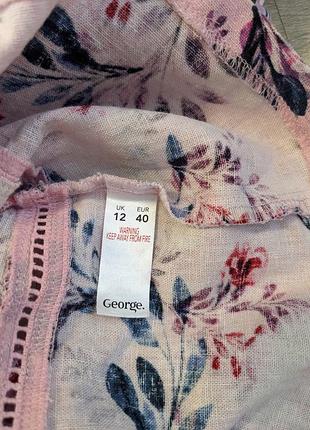 UK EUR
12 40
WARNING
KEEP AWAY FROM FIRE
George.